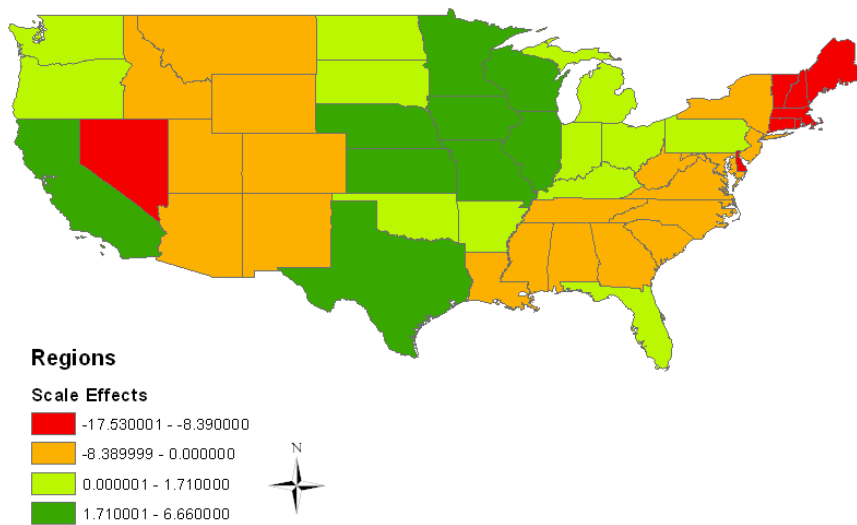 Regions
Scale Effects
-17.530001 - -8.390000
-8.389999 - 0.000000
0.000001 - 1.710000
1.710001 - 6.660000
N